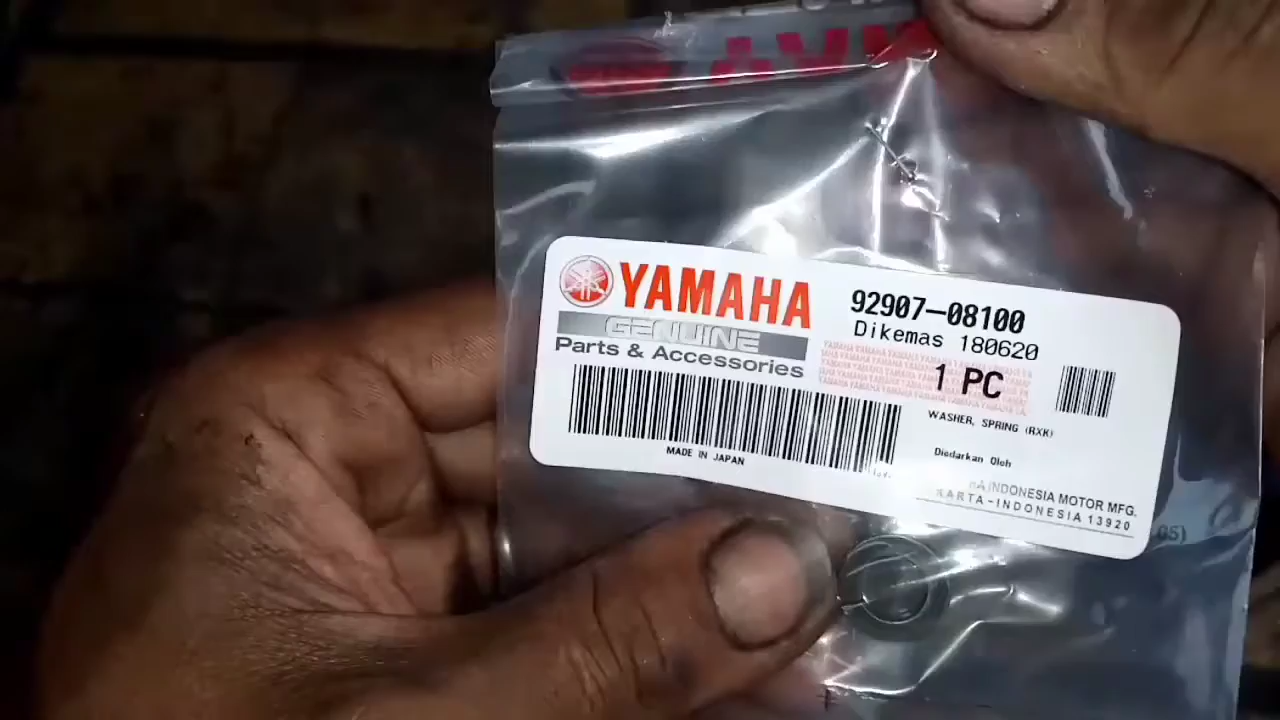 YAMAHA
GENUINE
Parts & Accessories
MADE IN JAPAN
92907-08100
Dikemas 180620
1 PC
WASHER, SPRING (RXK)
Diedarkan Oleh
INDONESIA MOTOR MFG.
KARTA-INDONESIA 13920